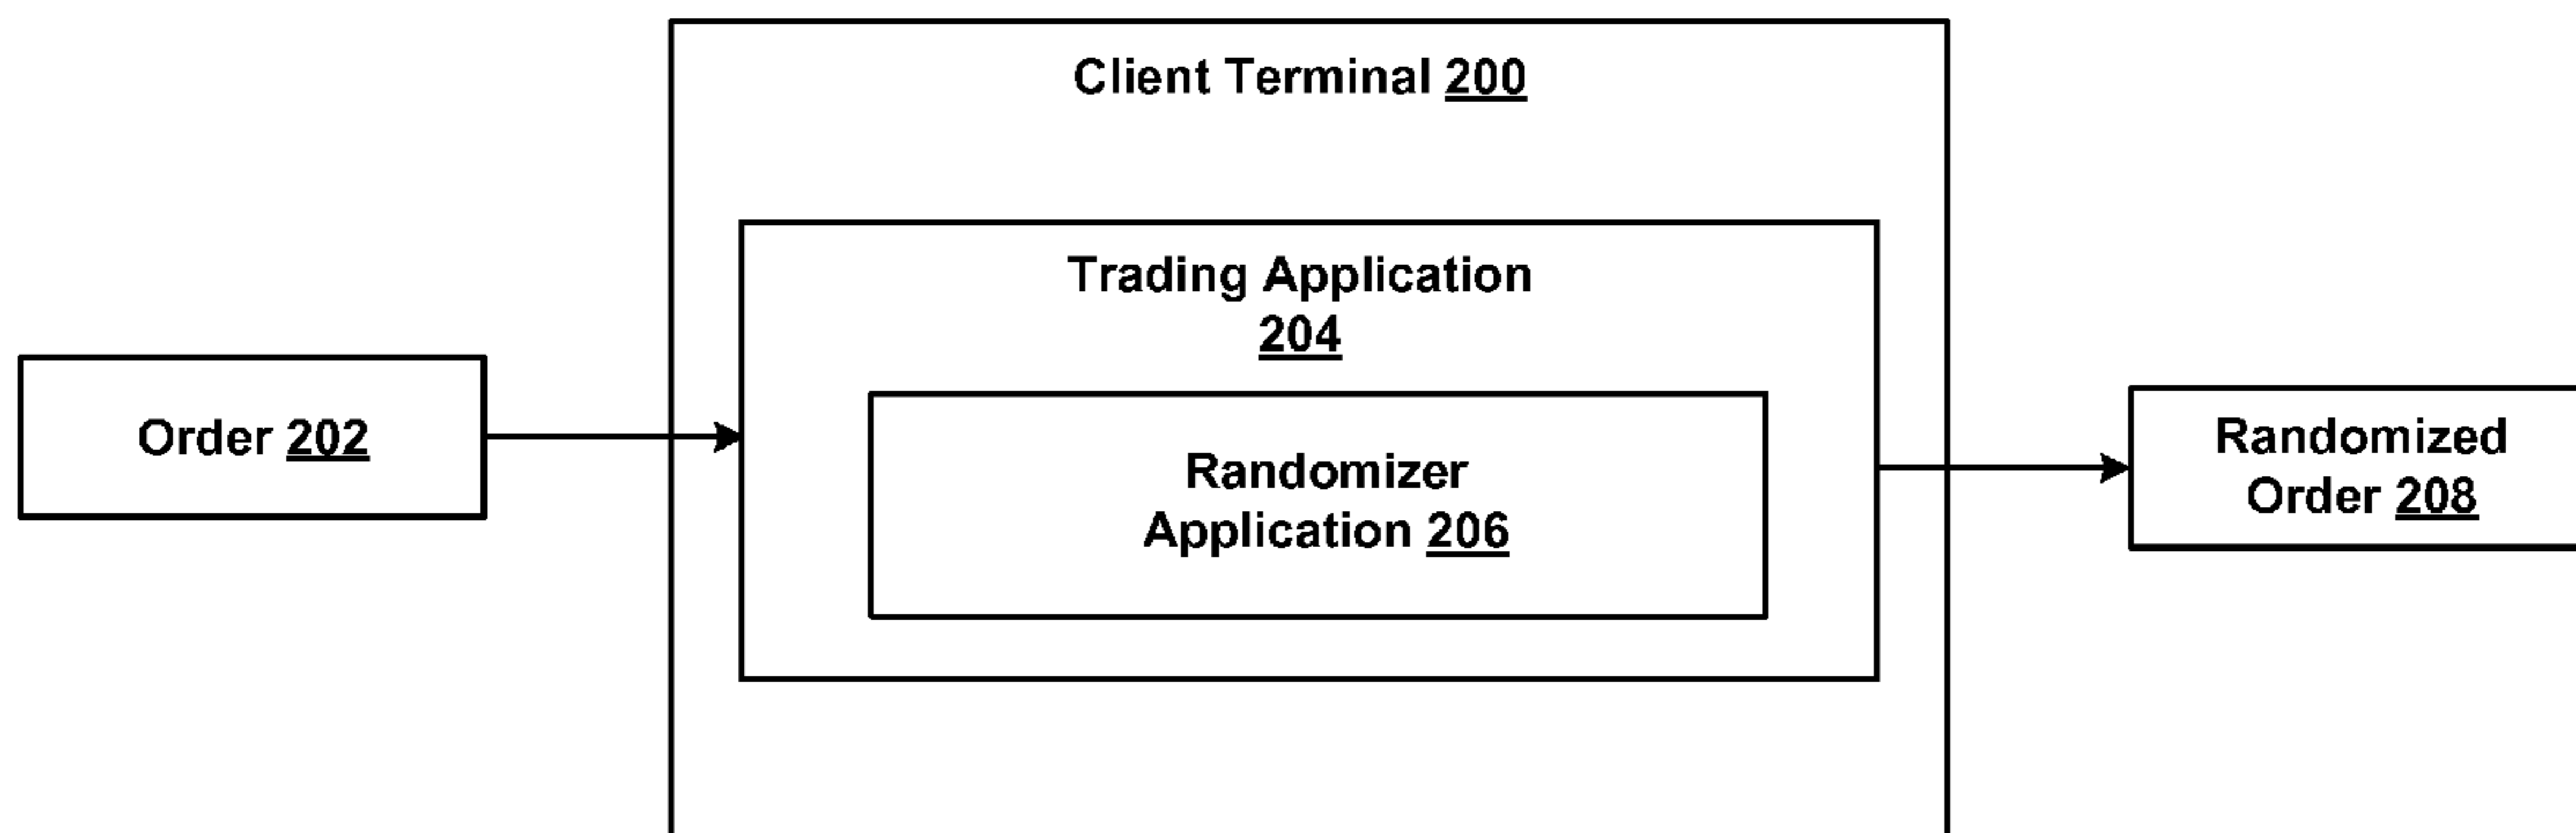 Client Terminal 200
Trading Application
204
Order 202
Randomizer
Application 206
Randomized
Order 208